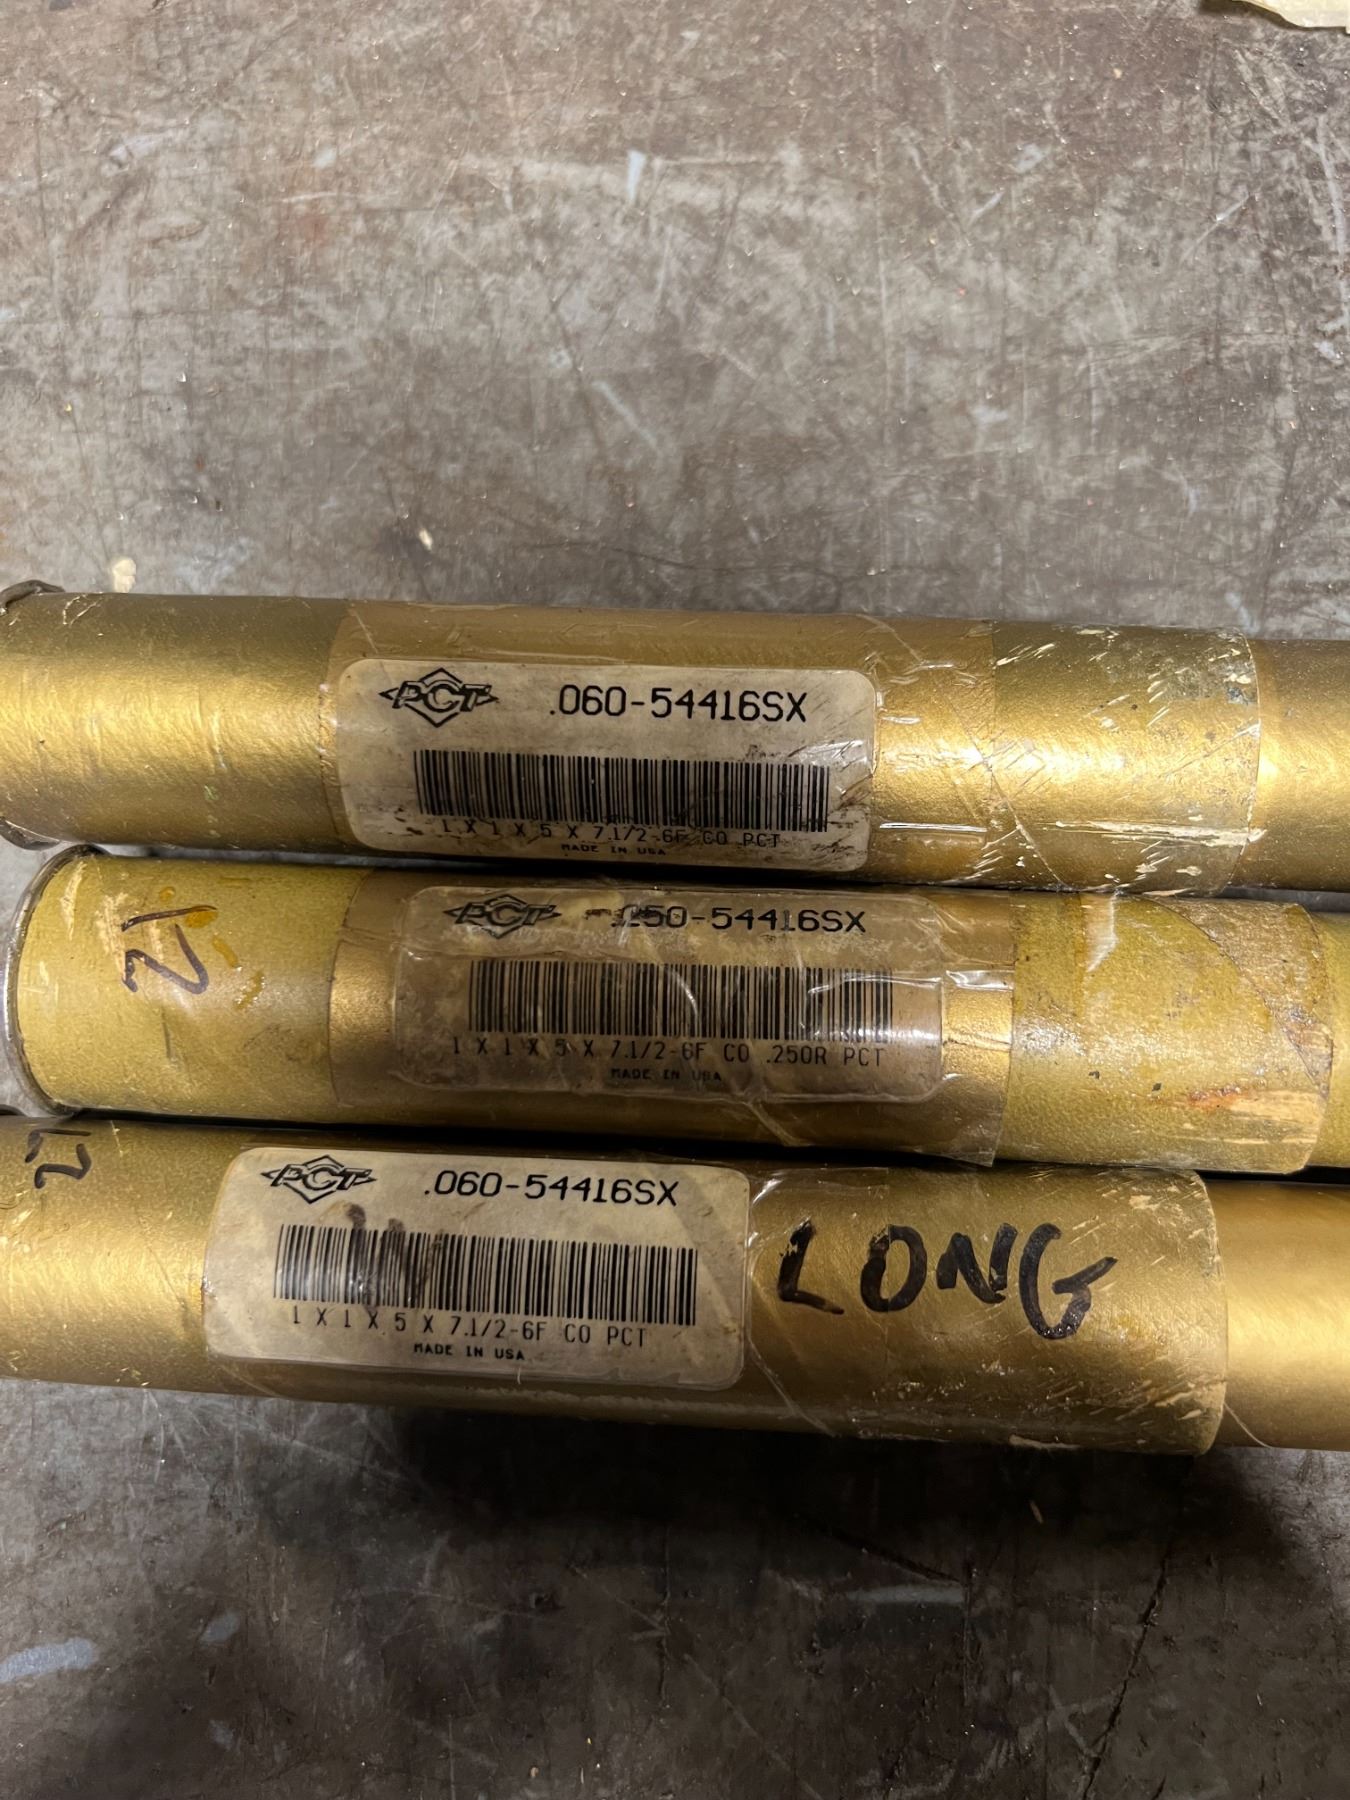 PCT .060-54416SX
1 X 1 X 5 X 7.1/2-6F CO PCT
MADE IN USA
PCT .250-54416SX
1 X 1 X 5 X 7.1/2-6F CO .250R PCT
MADE IN USA
PCT .060-54416SX
1 X 1 X 5 X 7.1/2-6F CO PCT
MADE IN USA
LONG